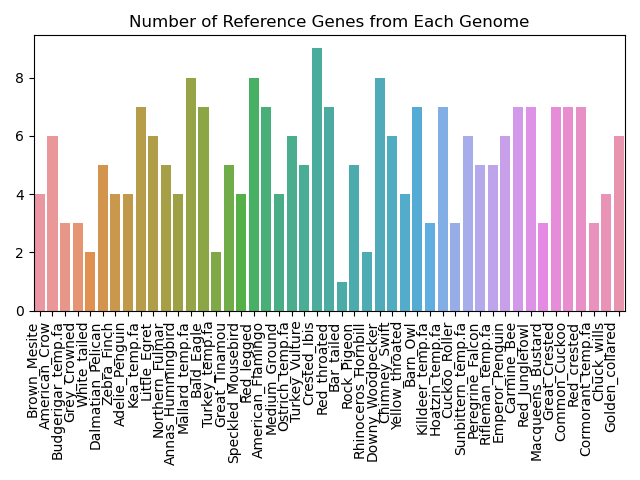 Number of Reference Genes from Each Genome
8
6
4
2
0
Brown_Mesite
American_Crow
Budgerigar_temp.fa
Grey_Crowned
White_tailed
Dalmatian_Pelican
Zebra_Finch
Adelie_Penguin
Kea_temp.fa
Little_Egret
Northern_Fulmar
Annas_Hummingbird
Mallard_temp.fa
Bald_Eagle
Turkey_temp.fa
Great_Tinamou
Speckled_Mousebird
Red_legged
American_Flamingo
Medium_Ground
Ostrich_temp.fa
Turkey_Vulture
Crested_Ibis
Red_throated
Bar_tailed
Rock_Pigeon
Rhinoceros_Hornbill
Downy_Woodpecker
Chimney_Swift
Yellow_throated
Barn_Owl
Killdeer_temp.fa
Hoatzin_temp.fa
Cuckoo_Roller
Sunbittern_temp.fa
Peregrine_Falcon
Rifleman_temp.fa
Emperor_Penguin
Carmine_Bee
Red_Junglefowl
Macqueens_Bustard
Great_Crested
Common_Cuckoo
Red_crested
Cormorant_temp.fa
Chuck_wills
Golden_collared